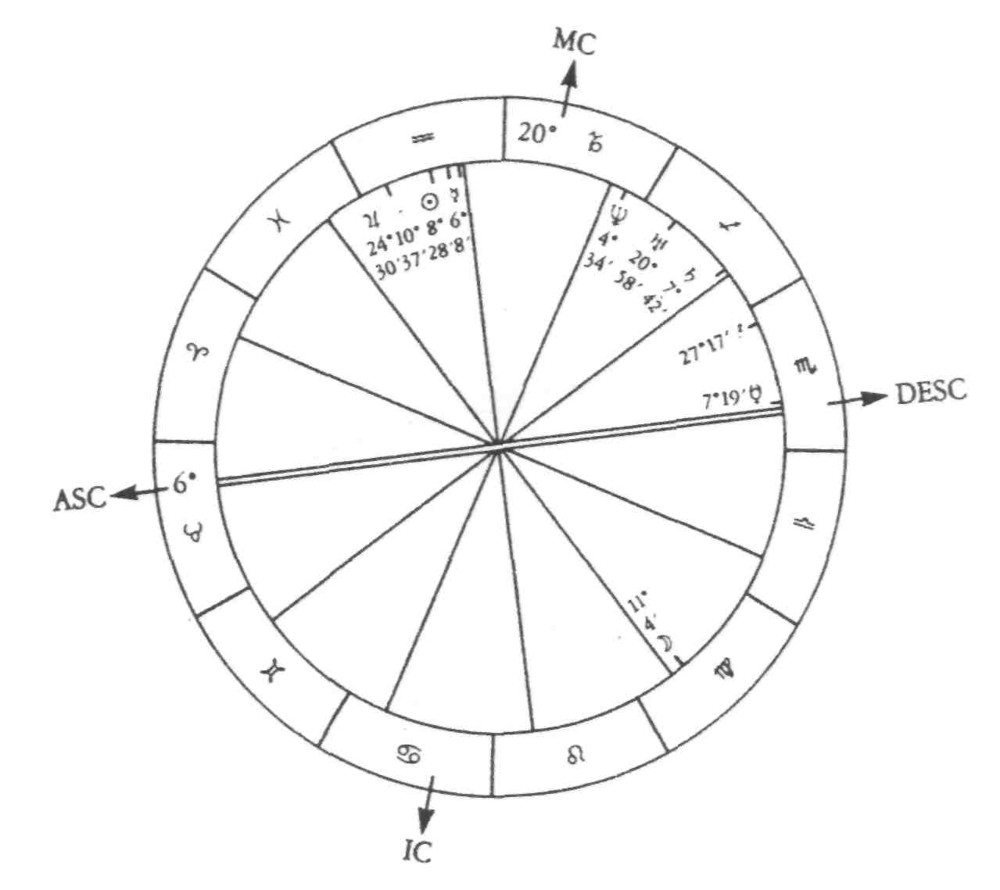 MC
20° ♑
♒
♐
♓
♃ ☉ ☿
24° 10° 8° 6°
30′ 37′ 28′ 8′
♆ ♅ ♄
4° 20° 7°
34′ 58′ 42′
27°17′
♈
♏
7°19′
DESC
ASC
6°
♉
♎
11°
4′
☽
♊
♍
♋
♌
IC